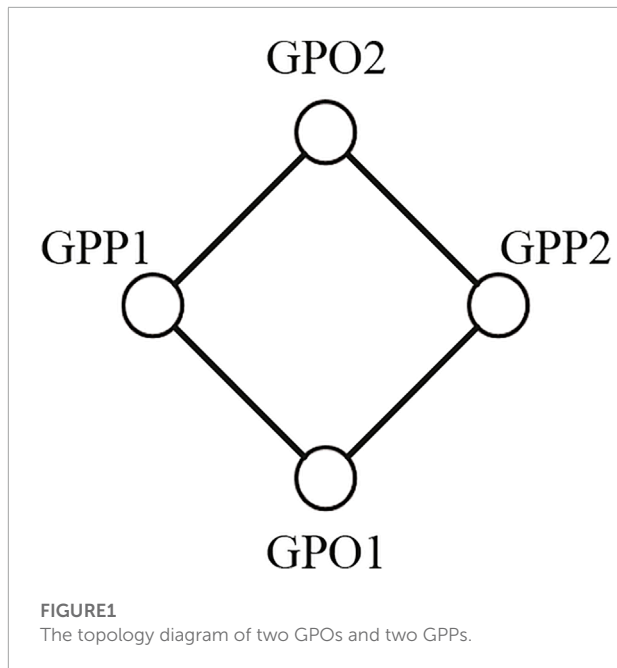 GPO2
GPP1
GPP2
GPO1
FIGURE1
The topology diagram of two GPOs and two GPPs.